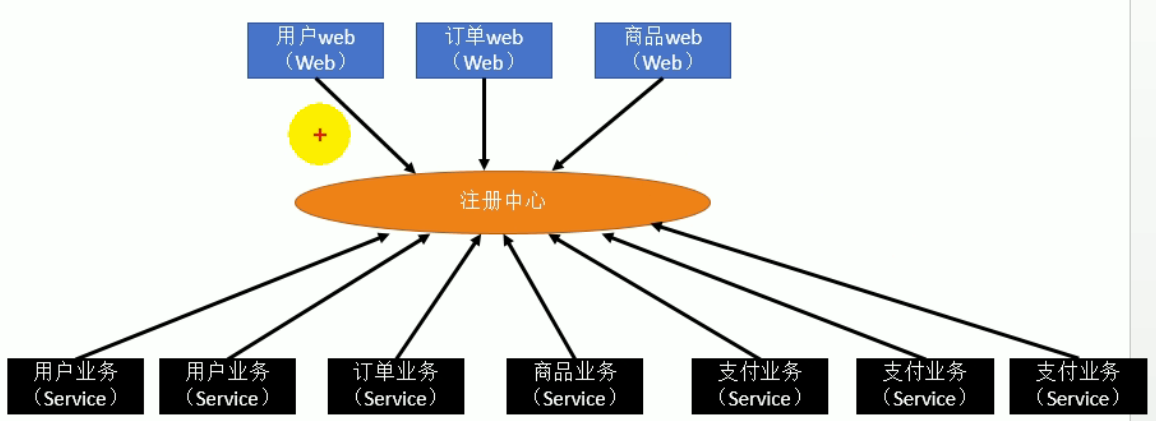 用户web
（Web）
订单web
（Web）
商品web
（Web）
注册中心
用户业务
（Service）
用户业务
（Service）
订单业务
（Service）
商品业务
（Service）
支付业务
（Service）
支付业务
（Service）
支付业务
（Service）